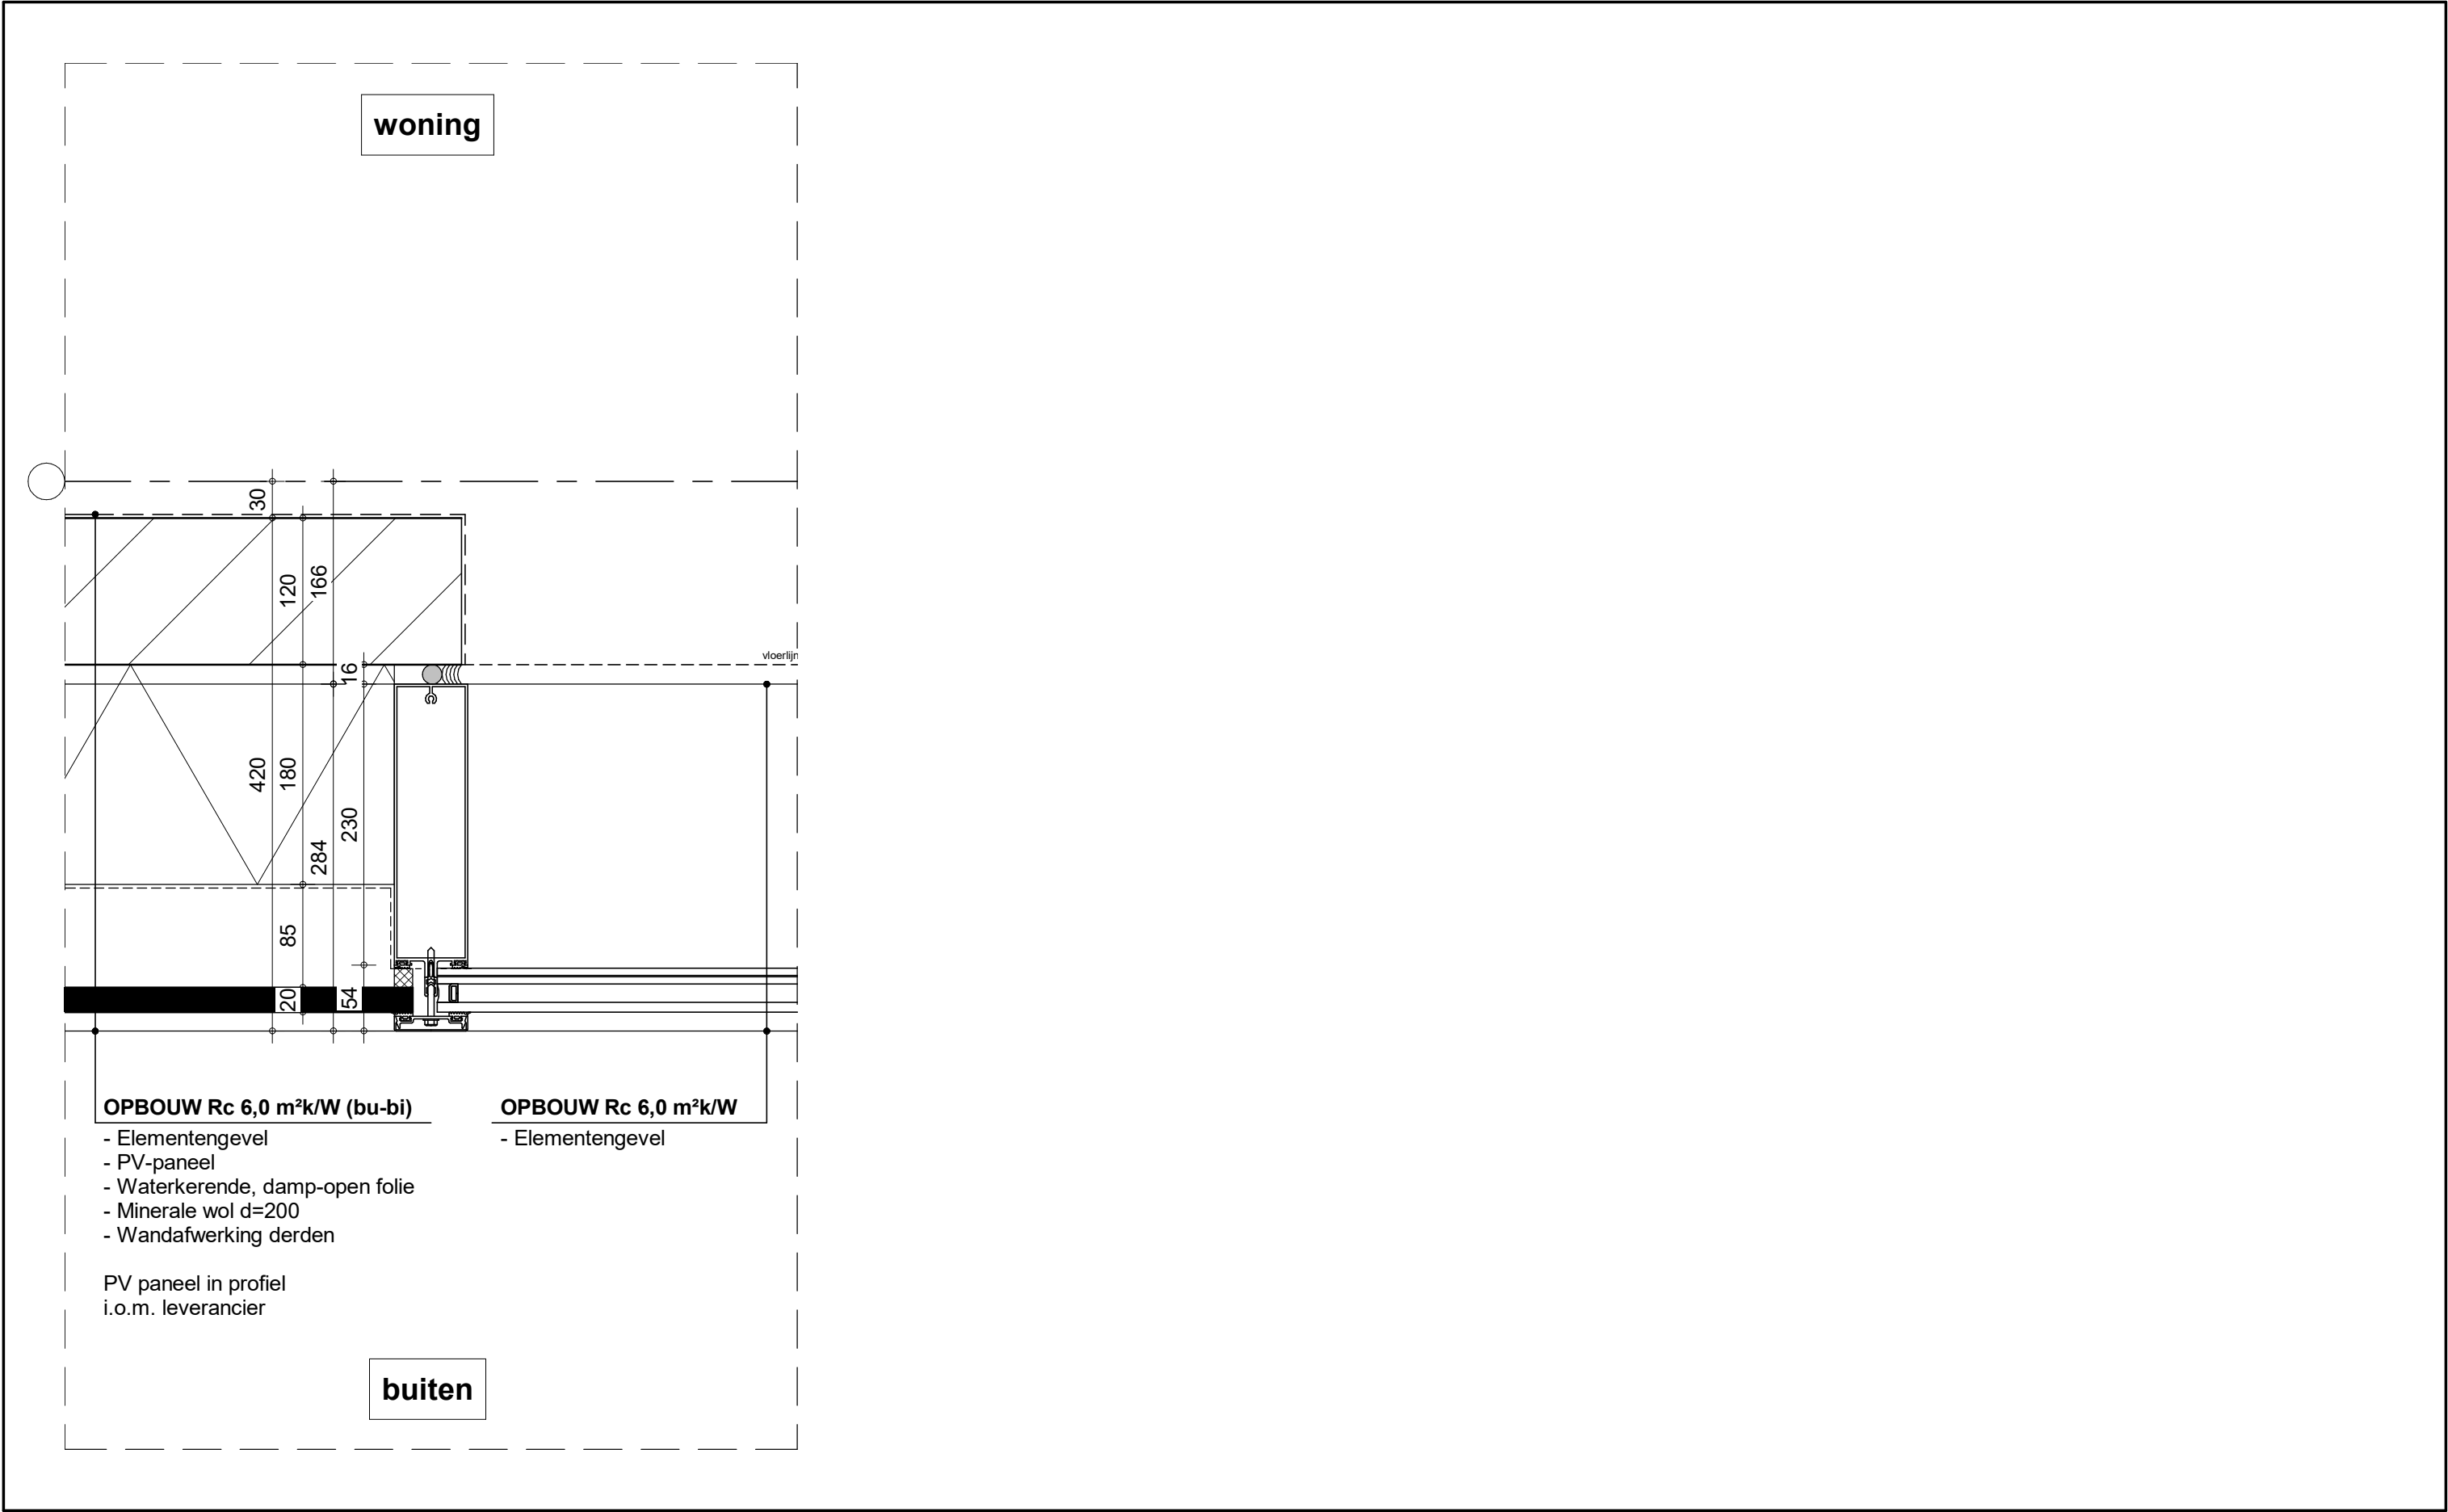 woning
30
120
166
vloerlijn
16
420
180
230
284
85
20
54
OPBOUW Rc 6,0 m²k/W (bu-bi)
- Elementengevel
- PV-paneel
- Waterkerende, damp-open folie
- Minerale wol d=200
- Wandafwerking derden
PV paneel in profiel
i.o.m. leverancier
OPBOUW Rc 6,0 m²k/W
- Elementengevel
buiten